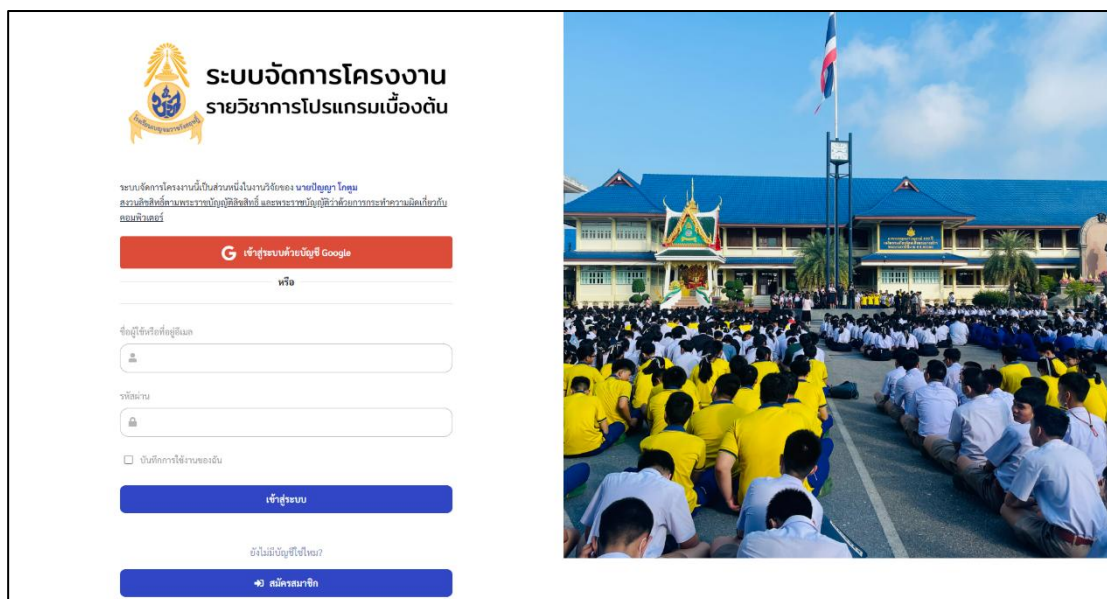 ระบบจัดการโครงงาน
รายวิชาการโปรแกรมเบื้องต้น
ระบบจัดการโครงงานนี้เป็นส่วนหนึ่งในงานวิจัยของ นายปัญญา โกตูม
สงวนลิขสิทธิ์ตามพระราชบัญญัติลิขสิทธิ์ และพระราชบัญญัติว่าด้วยการกระทำความผิดเกี่ยวกับ
คอมพิวเตอร์
G เข้าสู่ระบบด้วยบัญชี Google
หรือ
ชื่อผู้ใช้หรือที่อยู่อีเมล
รหัสผ่าน
บันทึกการใช้งานของฉัน
เข้าสู่ระบบ
ยังไม่มีบัญชีใช่ไหม?
สมัครสมาชิก